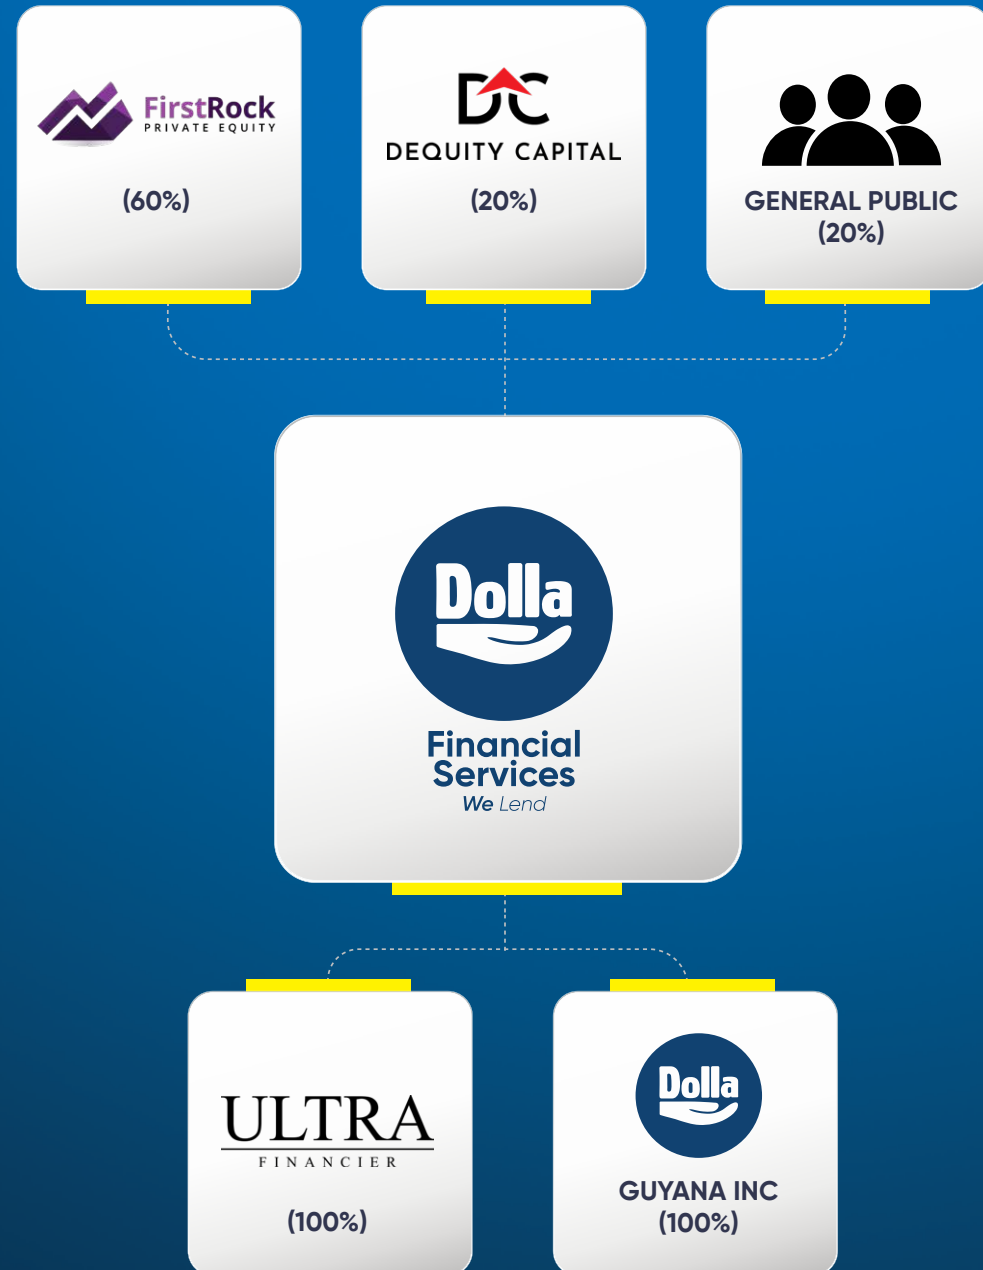 FirstRock
PRIVATE EQUITY
(60%)
DC
DEQUITY CAPITAL
(20%)
GENERAL PUBLIC
(20%)
Dolla
Financial
Services
We Lend
ULTRA
FINANCIER
(100%)
Dolla
GUYANA INC
(100%)